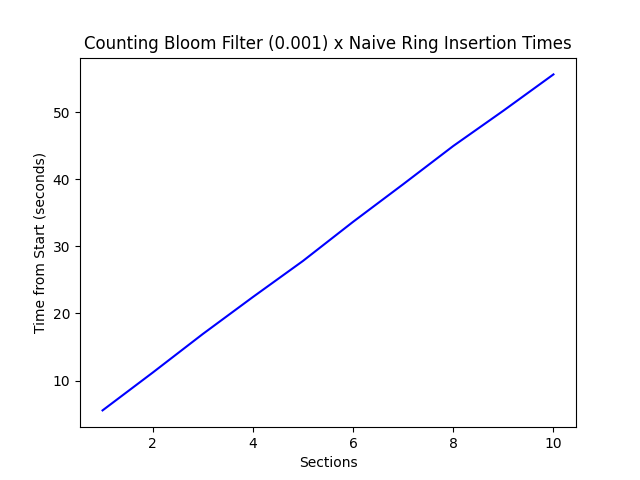 Counting Bloom Filter (0.001) x Naive Ring Insertion Times
50
40
30
20
10
Time from Start (seconds)
2 4 6 8 10
Sections